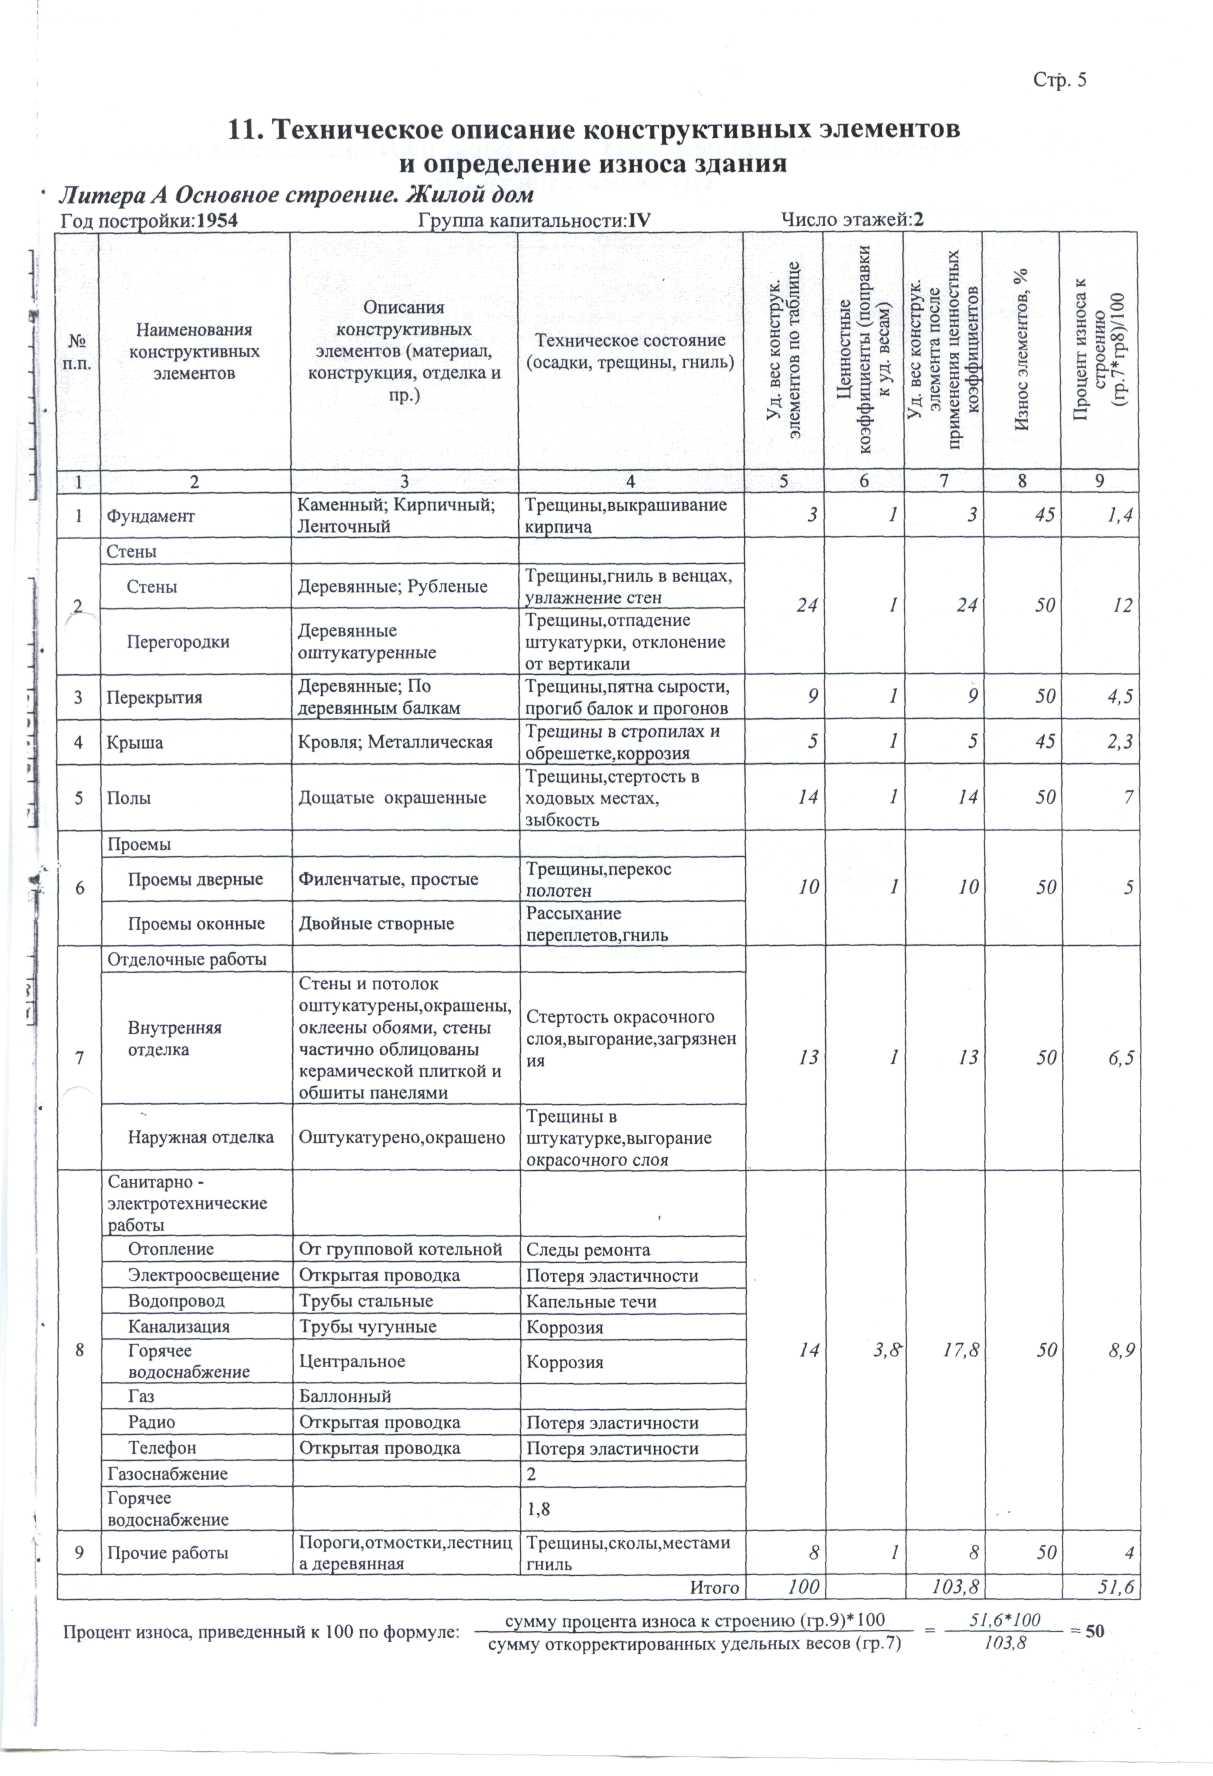 Стр. 5
11. Техническое описание конструктивных элементов
и определение износа здания
Литера А Основное строение. Жилой дом
Год постройки:1954 Группа капитальности:IV Число этажей:2
№ п.п.
Наименования
конструктивных
элементов
Описания
конструктивных
элементов (материал,
конструкция, отделка и
пр.)
Техническое состояние
(осадки, трещины, гниль)
Уд. вес конструк.
элементов по таблице
Ценностные
коэффициенты (поправки
к уд. весам)
Уд. вес конструк.
элемента после
применения ценностных
коэффициентов
Износ элементов, %
Процент износа к
строению
(гр.7*гр8)/100
1 2 3 4 5 6 7 8 9
1 Фундамент
Каменный; Кирпичный;
Ленточный
Трещины,выкрашивание
кирпича
3 1 3 45 1,4
2
Стены
Стены
Деревянные; Рубленые
Трещины,гниль в венцах,
увлажнение стен
Перегородки
Деревянные
оштукатуренные
Трещины,отпадение
штукатурки, отклонение
от вертикали
24 1 24 50 12
3 Перекрытия
Деревянные; По
деревянным балкам
Трещины,пятна сырости,
прогиб балок и прогонов
9 1 9 50 4,5
4 Крыша
Кровля; Металлическая
Трещины в стропилах и
обрешетке,коррозия
5 1 5 45 2,3
5 Полы
Дощатые окрашенные
Трещины,стертость в
ходовых местах,
зыбкость
14 1 14 50 7
6
Проемы
Проемы дверные
Филенчатые, простые
Трещины,перекос
полотен
Проемы оконные
Двойные створные
Рассыхание
переплетов,гниль
10 1 10 50 5
7
Отделочные работы
Внутренняя
отделка
Стены и потолок
оштукатурены,окрашены,
оклеены обоями, стены
частично облицованы
керамической плиткой и
обшиты панелями
Стертость окрасочного
слоя,выгорание,загрязнен
ия
Наружная отделка
Оштукатурено,окрашено
Трещины в
штукатурке,выгорание
окрасочного слоя
13 1 13 50 6,5
8
Санитарно -
электротехнические
работы
Отопление От групповой котельной Следы ремонта
Электроосвещение Открытая проводка Потеря эластичности
Водопровод Трубы стальные Капельные течи
Канализация Трубы чугунные Коррозия
Горячее
водоснабжение
Центральное Коррозия
Газ Баллонный
Радио Открытая проводка Потеря эластичности
Телефон Открытая проводка Потеря эластичности
Газоснабжение 2
Горячее
водоснабжение
1,8
14 3,8 17,8 50 8,9
9 Прочие работы
Пороги,отмостки,лестниц
а деревянная
Трещины,сколы,местами
гниль
8 1 8 50 4
Итого 100 103,8 51,6
Процент износа, приведенный к 100 по формуле:
сумму процента износа к строению (гр.9)*100
сумму откорректированных удельных весов (гр.7)
=
51,6*100
103,8
= 50